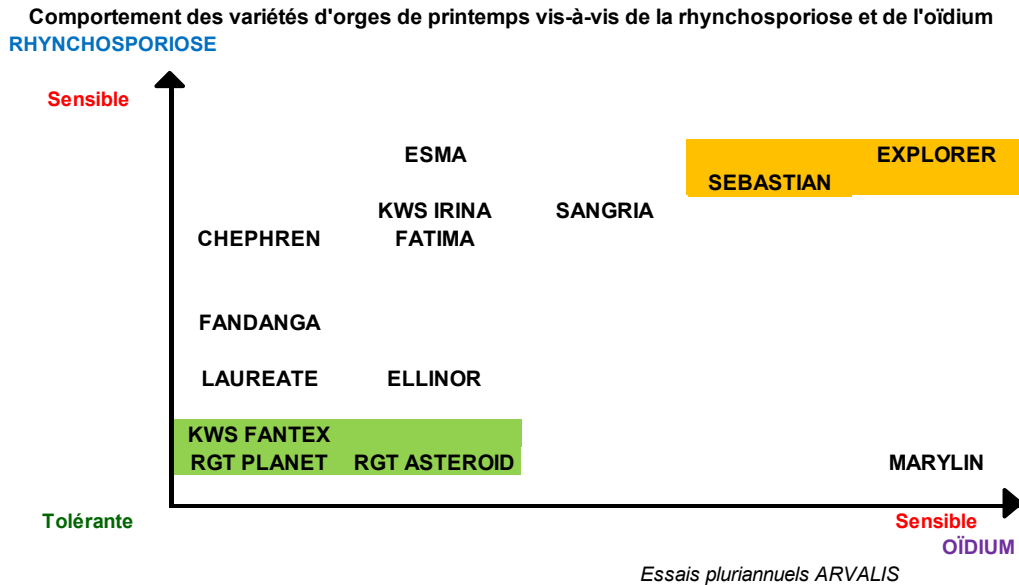 Comportement des variétés d'orges de printemps vis-à-vis de la rhynchosporiose et de l'oïdium
RHYNCHOSPORIOSE
Sensible
ESMA EXPLORER
SEBASTIAN
KWS IRINA SANGRIA
CHEPHREN FATIMA
FANDANGA
LAUREATE ELLINOR
KWS FANTEX
RGT PLANET RGT ASTEROID MARYLIN
Tolérante Sensible
OÏDIUM
Essais pluriannuels ARVALIS